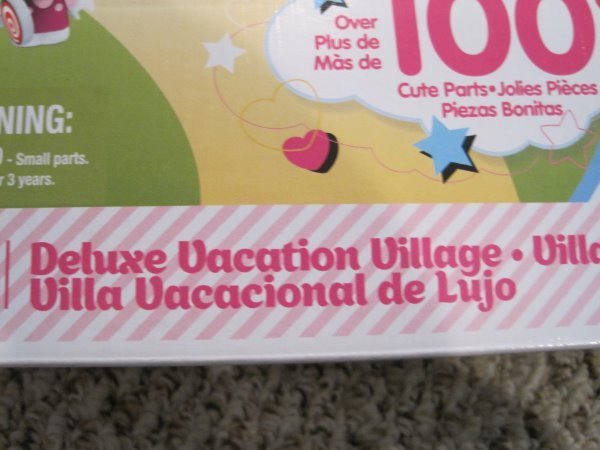 Over
Plus de
Màs de
100
Cute Parts • Jolies Pièces
Piezas Bonitas
NING:
- Small parts.
r 3 years.
Deluxe Vacation Village • Villa
Villa Vacacional de Lujo